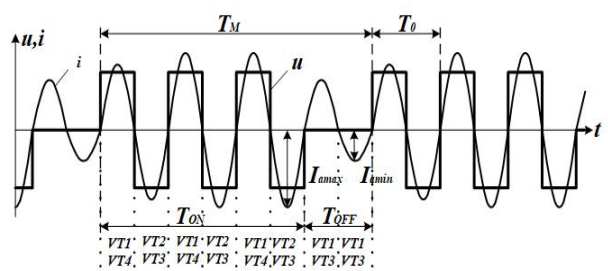 u,i
i
T_M
T_0
u
t
I_amax
I_amin
T_ON
T_OFF
VT1 VT2 VT1 VT2 VT1 VT2 VT1 VT1
VT4 VT3 VT4 VT3 VT4 VT3 VT3 VT3